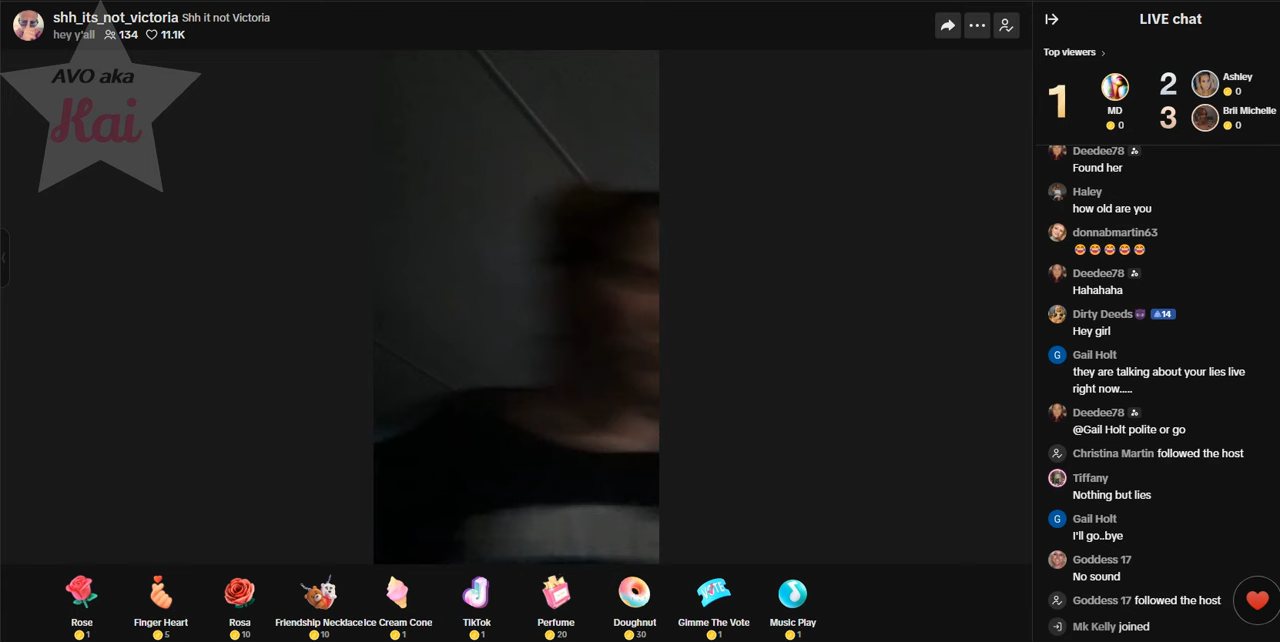 shh_its_not_victoria Shh it not Victoria
hey y'all 134 11.1K
AVO aka
Kai
LIVE chat
Top viewers
1
MD
0
2
Ashley
0
3
Brii Michelle
0
Deedee78
Found her
Haley
how old are you
donnabmartin63
Deedee78
Hahahaha
Dirty Deeds 14
Hey girl
G Gail Holt
they are talking about your lies live
right now.....
Deedee78
@Gail Holt polite or go
Christina Martin followed the host
Tiffany
Nothing but lies
G Gail Holt
I'll go..bye
Goddess 17
No sound
Goddess 17 followed the host
Mk Kelly joined
VOTE
Rose Finger Heart Rosa Friendship Necklace Ice Cream Cone TikTok Perfume Doughnut Gimme The Vote Music Play
1 5 10 10 1 1 20 30 1 1